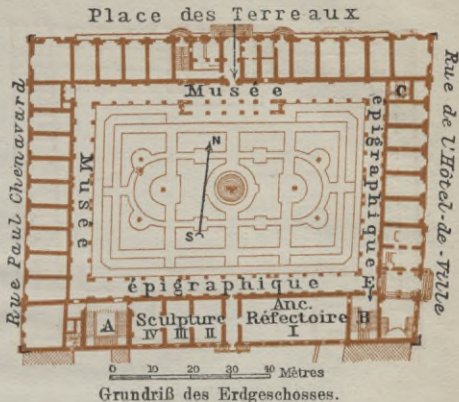 Place des Terreaux
Musée
C
Rue Paul Chenavard
Musée
épigraphique
Rue de l'Hôtel-de-Ville
N
S
épigraphique
E
A
Sculpture
IV III II
Anc.
Réfectoire
I
B
0 10 20 30 40 Mètres
Grundriß des Erdgeschosses.